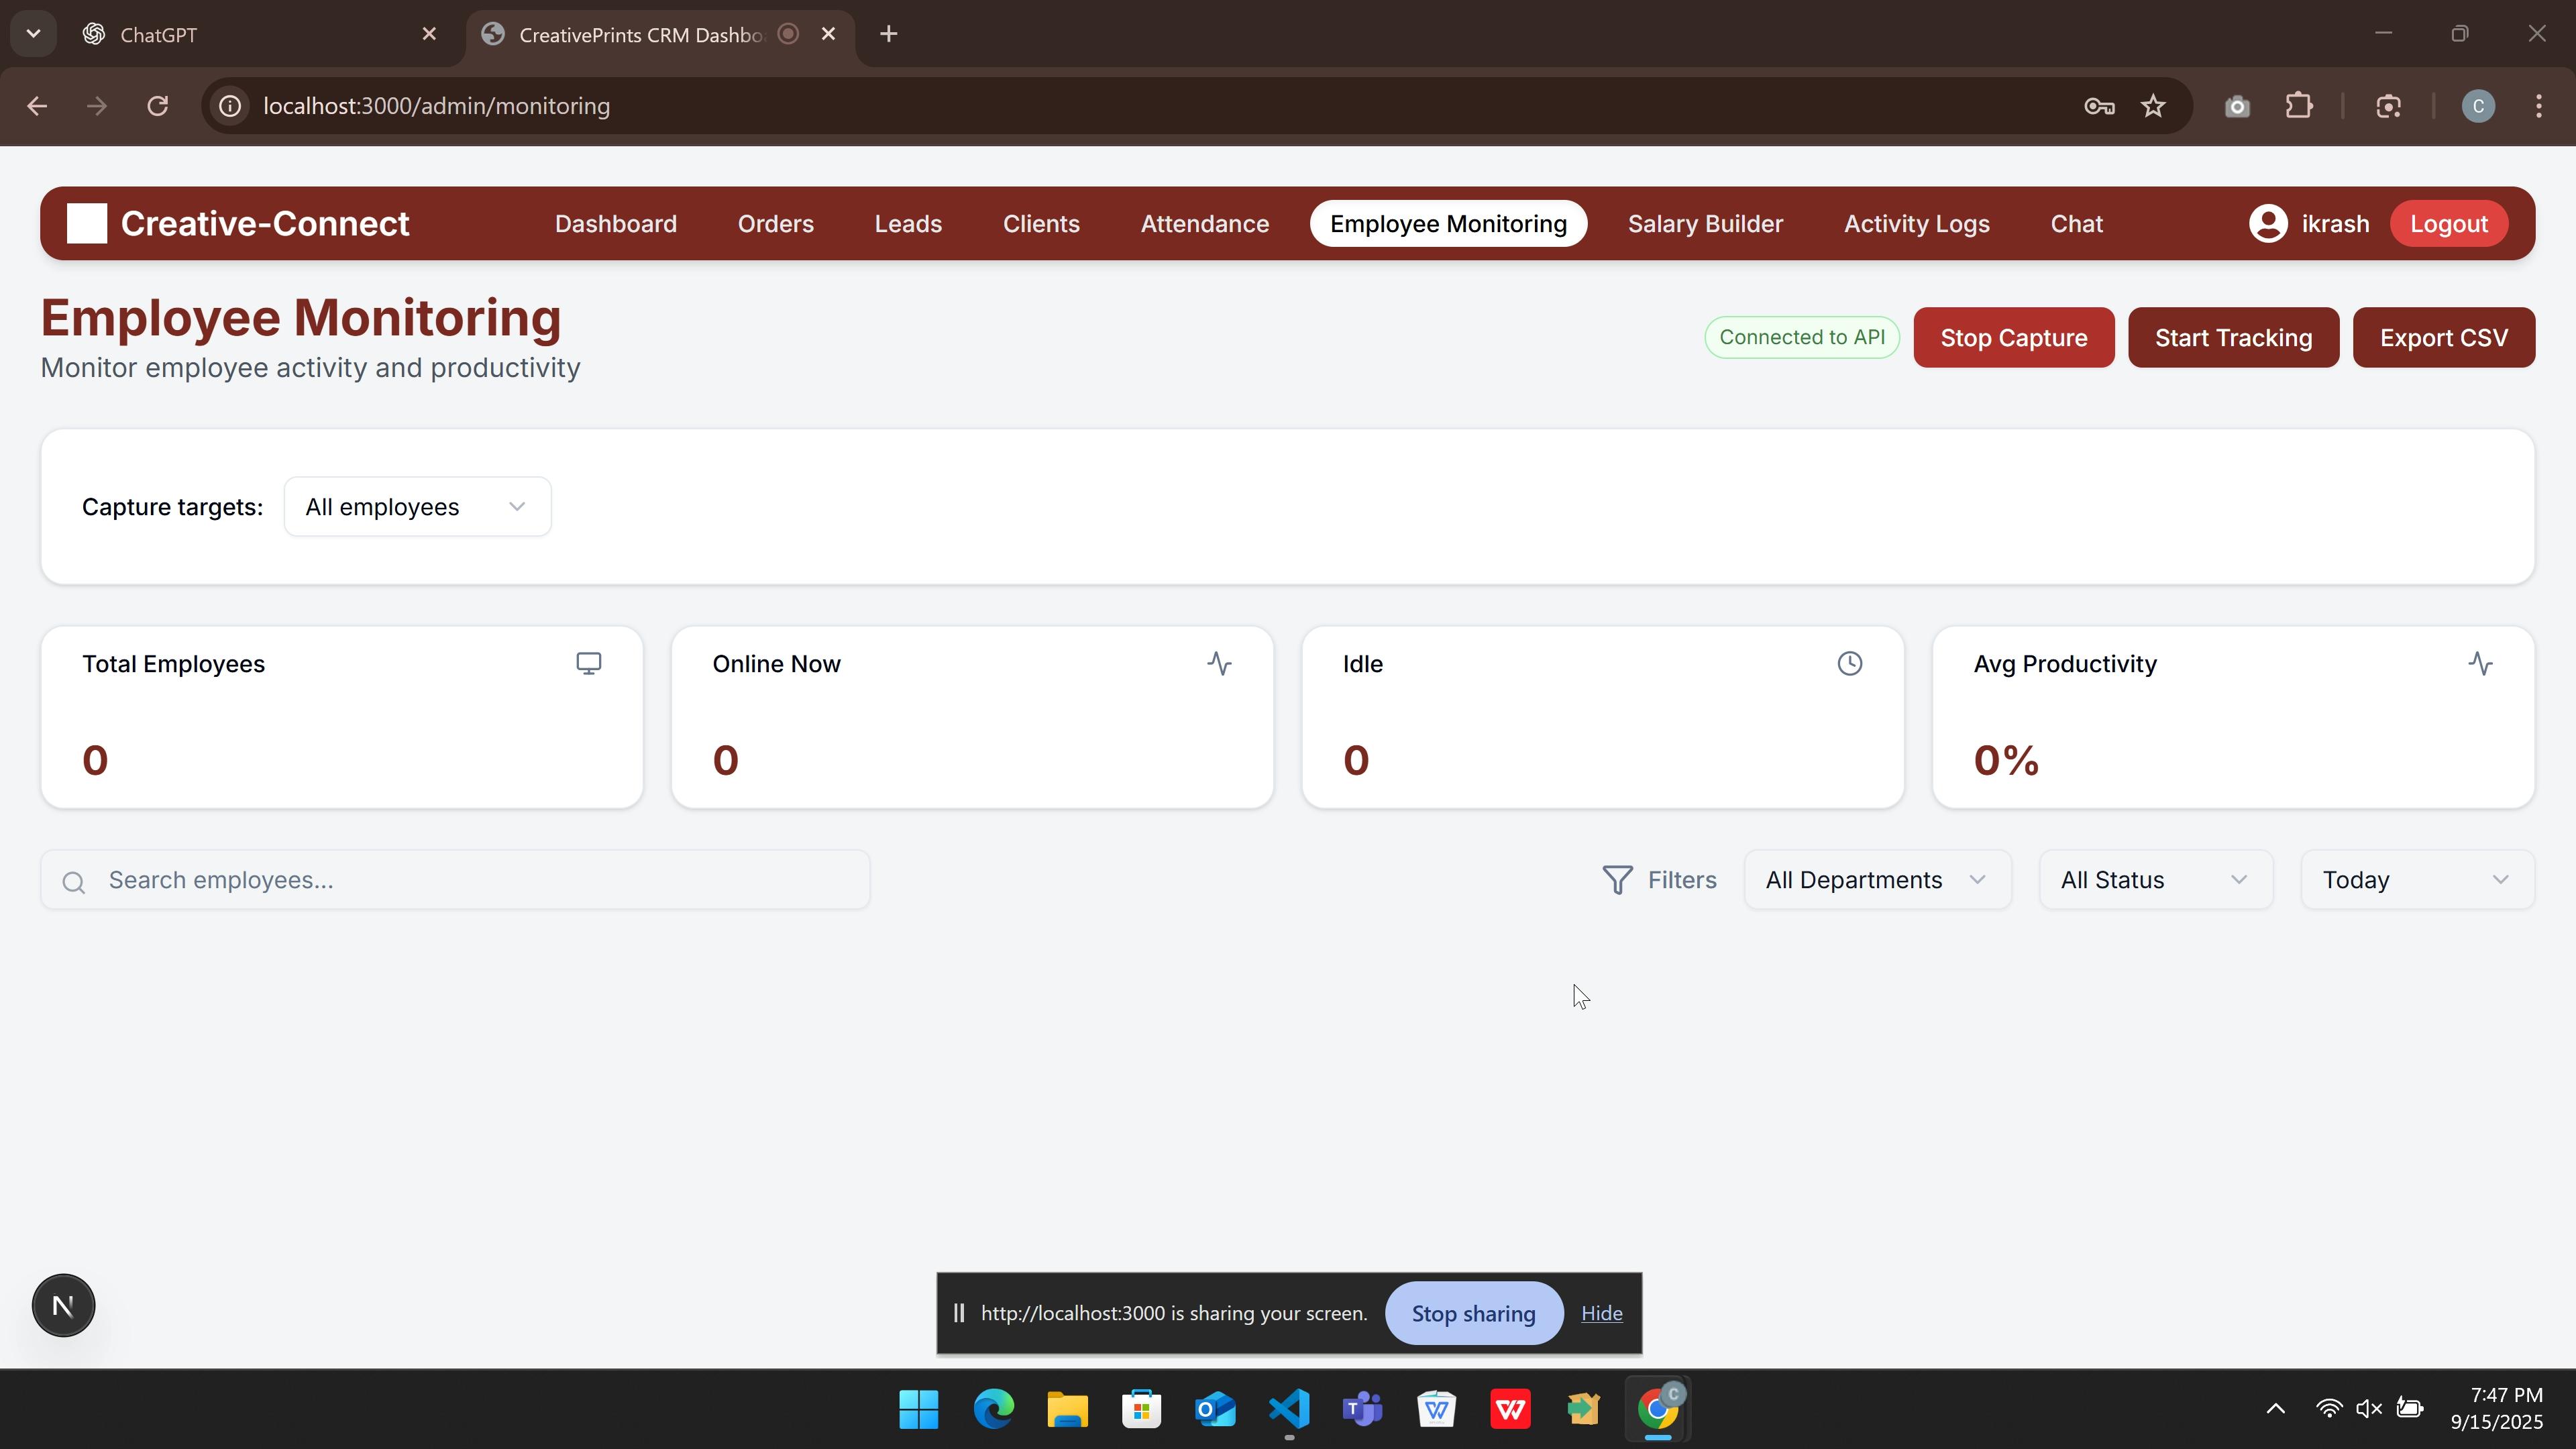 ChatGPT
CreativePrints CRM Dashbo
localhost:3000/admin/monitoring
C
Creative-Connect
Dashboard
Orders
Leads
Clients
Attendance
Employee Monitoring
Salary Builder
Activity Logs
Chat
ikrash
Logout
Employee Monitoring
Monitor employee activity and productivity
Connected to API
Stop Capture
Start Tracking
Export CSV
Capture targets:
All employees
Total Employees
Online Now
Idle
Avg Productivity
0
0
0
0%
Search employees...
Filters
All Departments
All Status
Today
N
http://localhost:3000 is sharing your screen.
Stop sharing
Hide
C
7:47 PM
9/15/2025